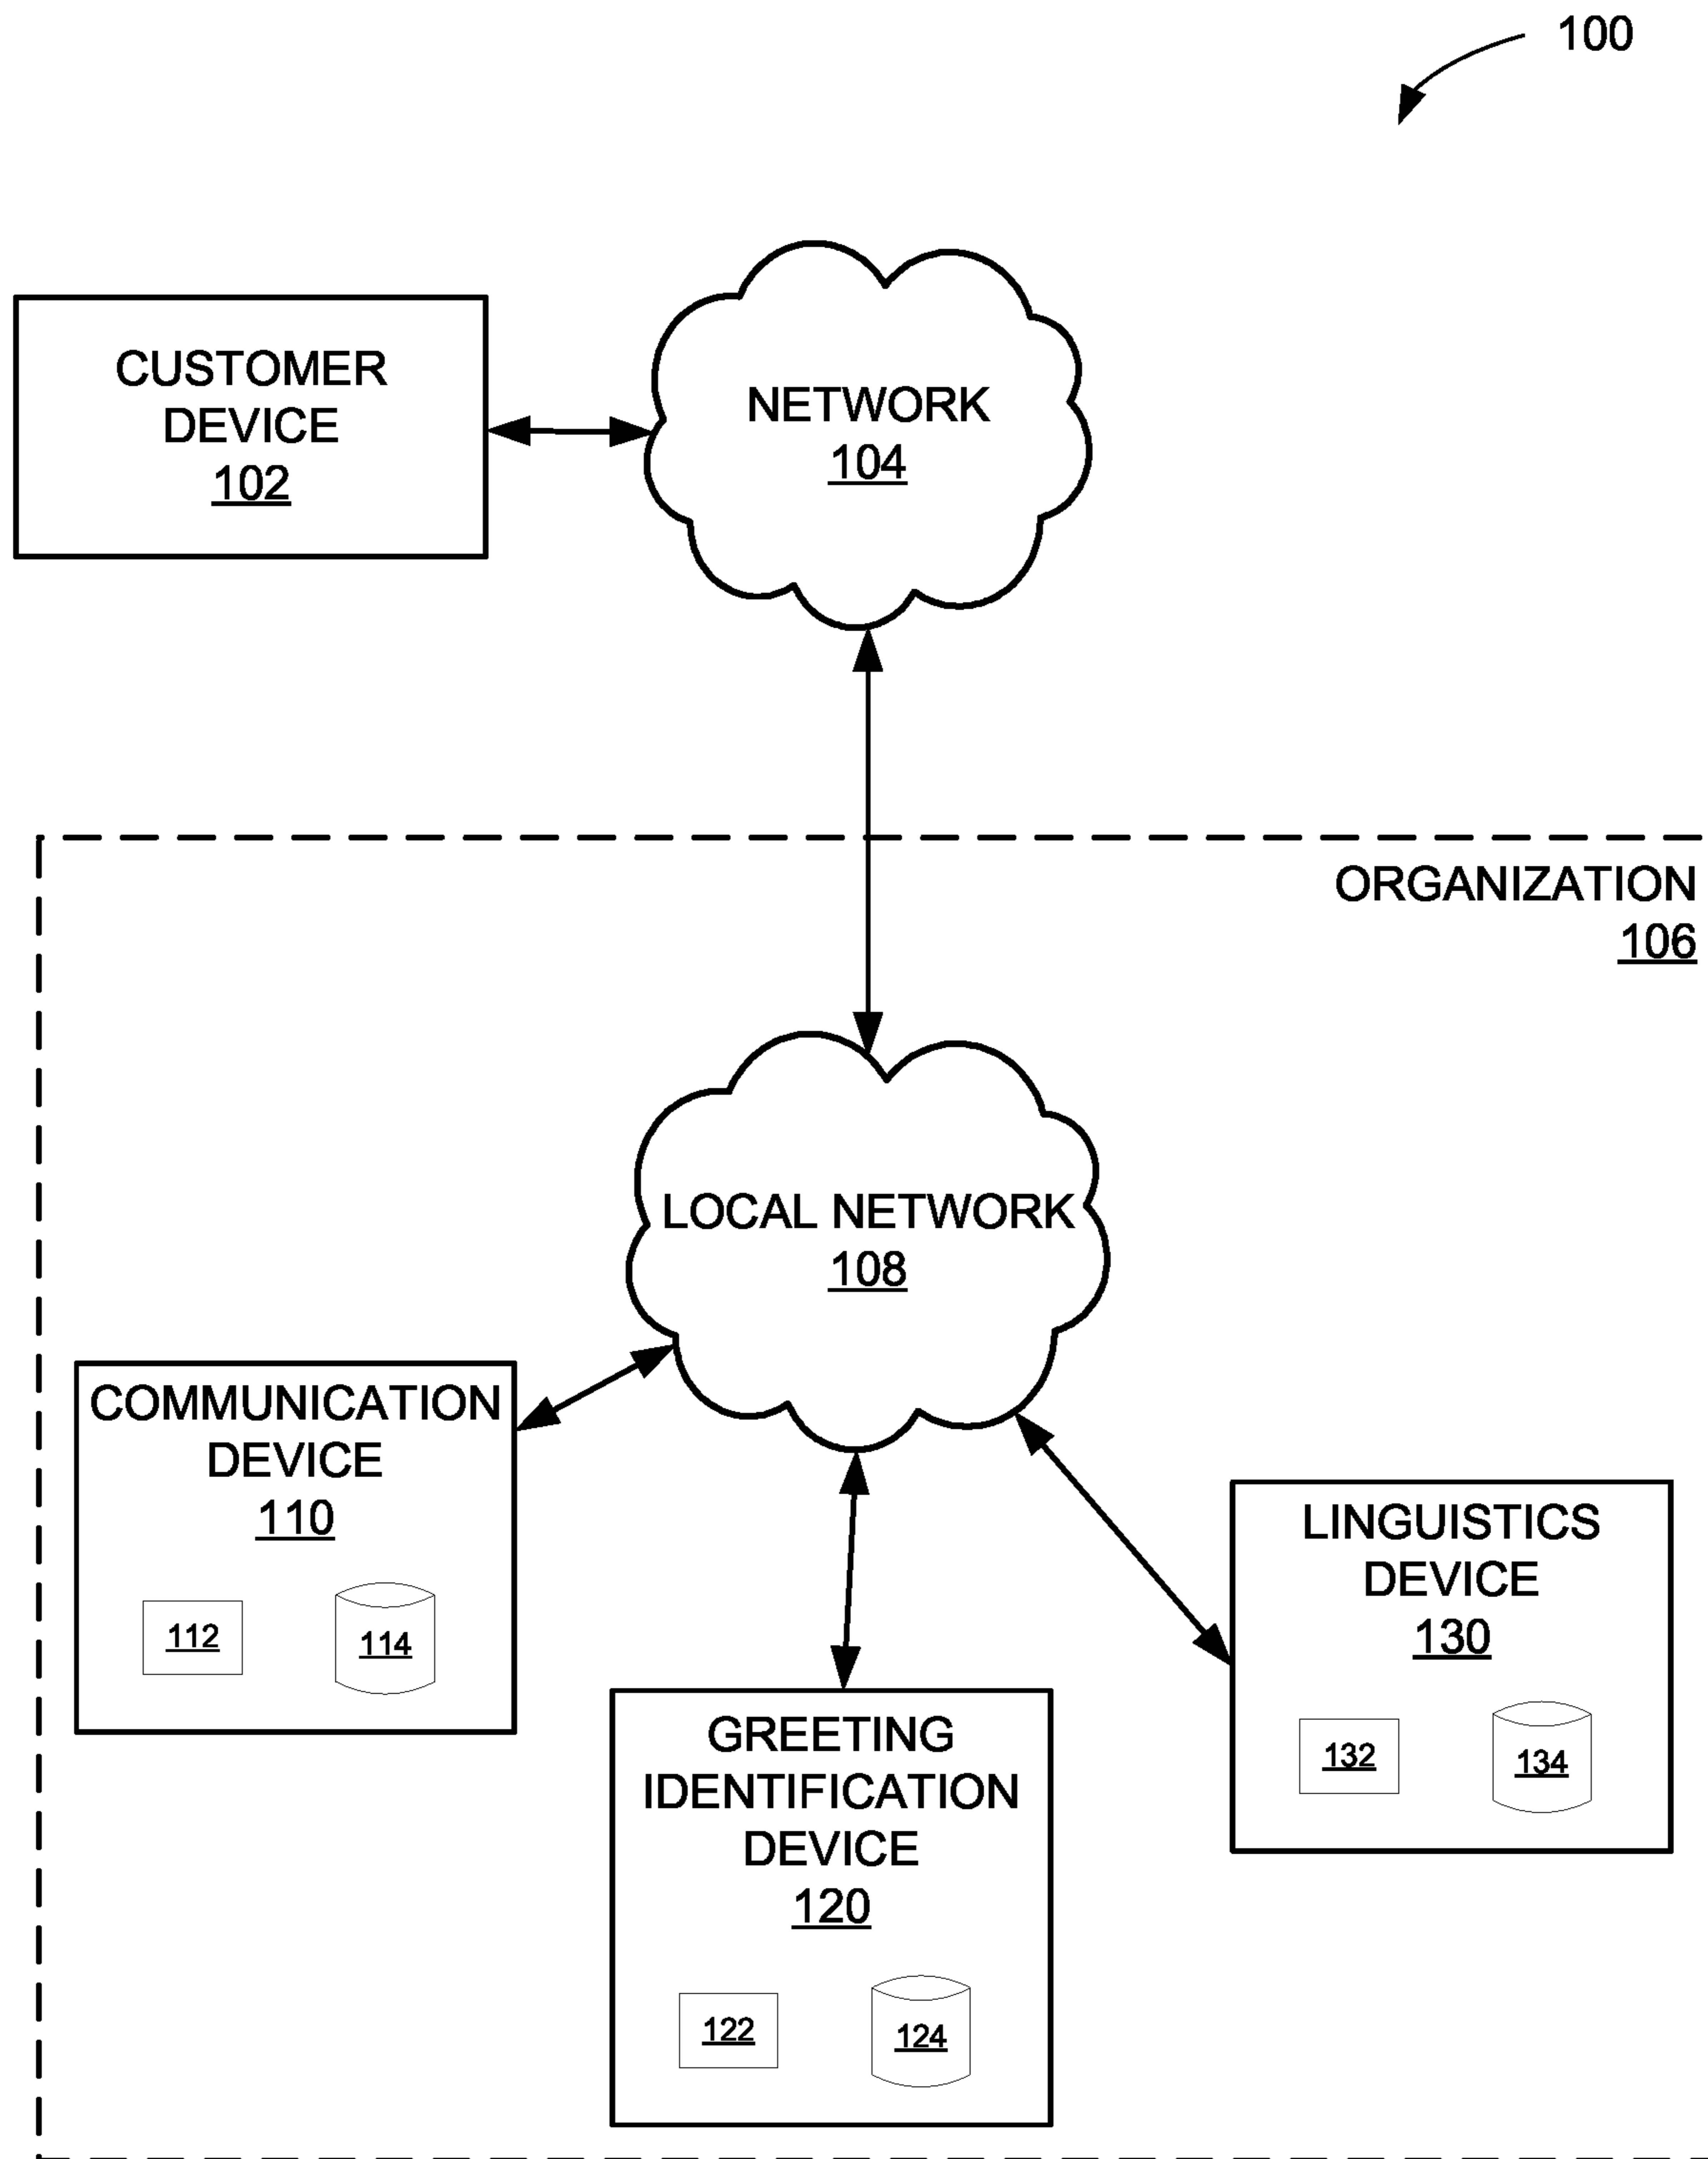 100
CUSTOMER
DEVICE
102
NETWORK
104
ORGANIZATION
106
LOCAL NETWORK
108
COMMUNICATION
DEVICE
110
112
114
LINGUISTICS
DEVICE
130
132
134
GREETING
IDENTIFICATION
DEVICE
120
122
124